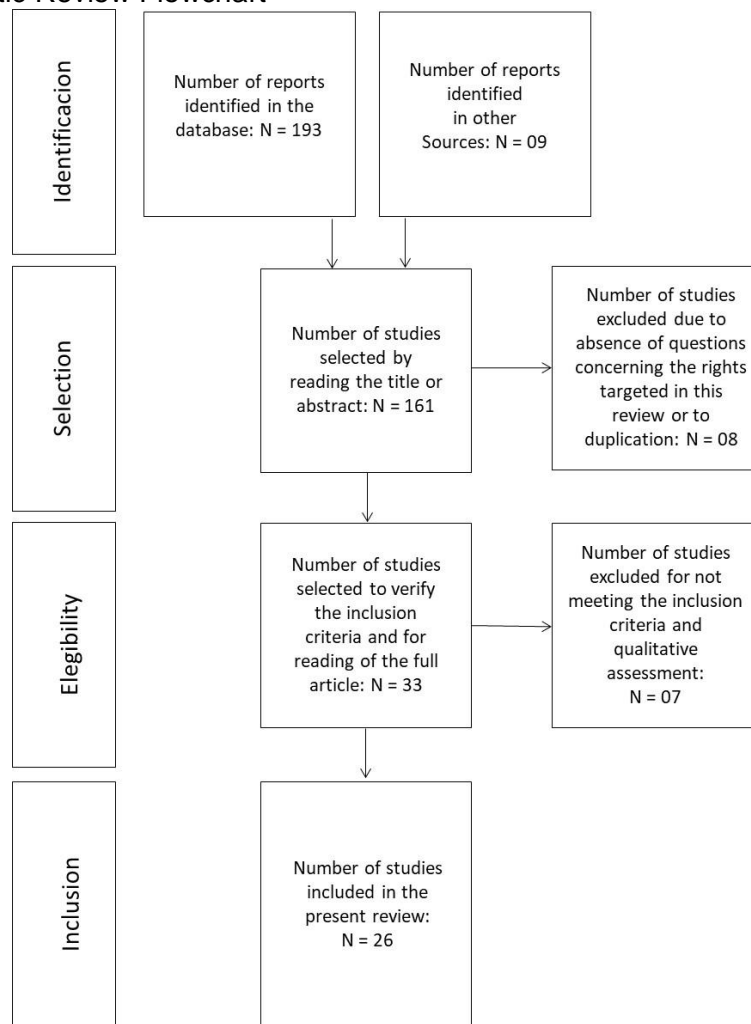 Review Flowchart
Identificacion
Number of reports
identified in the
database: N = 193
Number of reports
identified
in other
Sources: N = 09
Selection
Number of studies
selected by
reading the title or
abstract: N = 161
Number of studies
excluded due to
absence of questions
concerning the rights
targeted in this
review or to
duplication: N = 08
Elegibility
Number of studies
selected to verify
the inclusion
criteria and for
reading of the full
article: N = 33
Number of studies
excluded for not
meeting the inclusion
criteria and
qualitative
assessment:
N = 07
Inclusion
Number of studies
included in the
present review:
N = 26